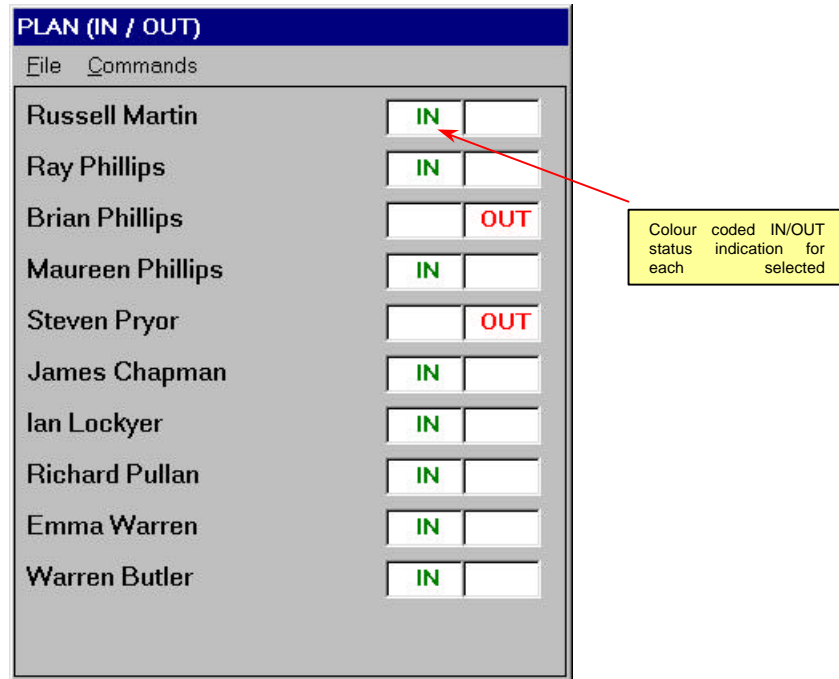 PLAN (IN / OUT)
File Commands
Russell Martin IN
Ray Phillips IN
Brian Phillips OUT
Maureen Phillips IN
Steven Pryor OUT
James Chapman IN
Ian Lockyer IN
Richard Pullan IN
Emma Warren IN
Warren Butler IN
Colour coded IN/OUT
status indication for
each selected